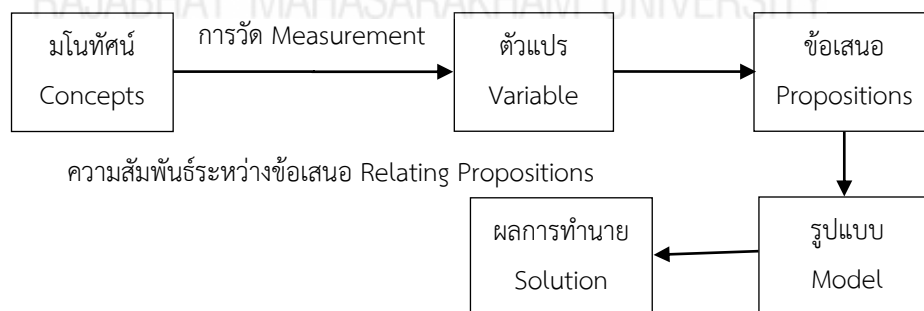 RAJABHAT MAHASARAKHAM UNIVERSITY
มโนทัศน์
Concepts
การวัด Measurement
ตัวแปร
Variable
ข้อเสนอ
Propositions
ความสัมพันธ์ระหว่างข้อเสนอ Relating Propositions
ผลการทำนาย
Solution
รูปแบบ
Model